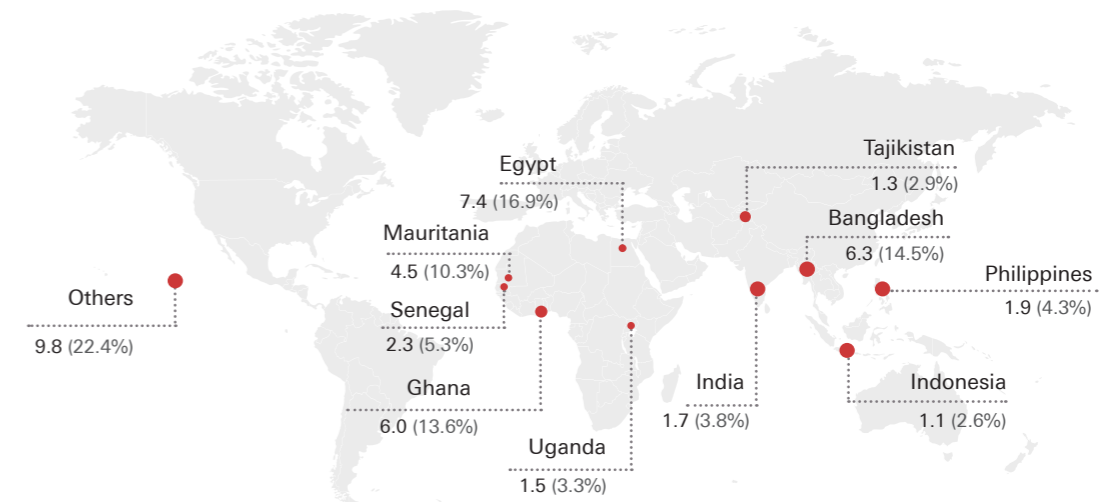 Egypt
7.4 (16.9%)
Tajikistan
1.3 (2.9%)
Bangladesh
6.3 (14.5%)
Mauritania
4.5 (10.3%)
Philippines
1.9 (4.3%)
Others
9.8 (22.4%)
Senegal
2.3 (5.3%)
Ghana
6.0 (13.6%)
India
1.7 (3.8%)
Indonesia
1.1 (2.6%)
Uganda
1.5 (3.3%)